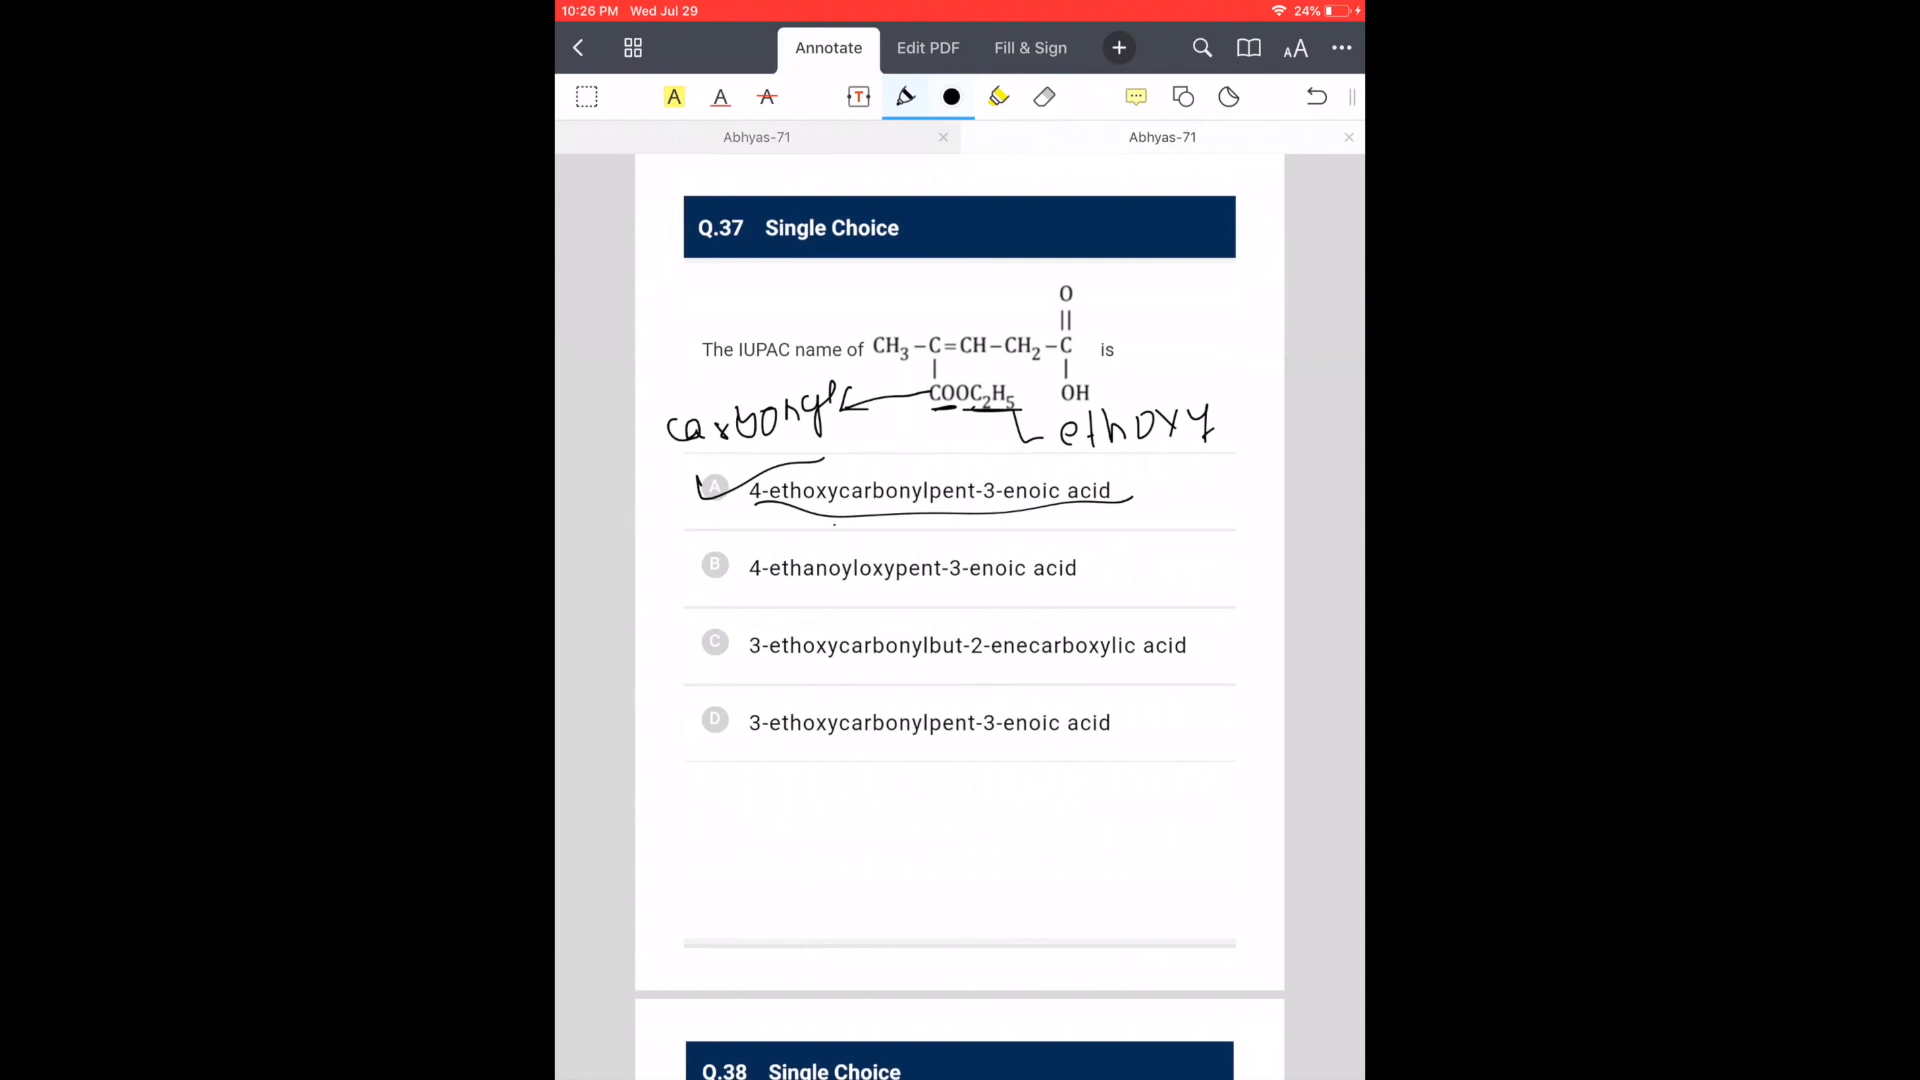 10:26 PM Wed Jul 29
24%
Annotate
Edit PDF
Fill & Sign
Abhyas-71
Abhyas-71
Q.37 Single Choice
O
||
The IUPAC name of CH₃ – C = CH – CH₂ – C is
| |
COOC₂H₅ OH
carbonyl ethoxy
A 4-ethoxycarbonylpent-3-enoic acid
B 4-ethanoyloxypent-3-enoic acid
C 3-ethoxycarbonylbut-2-enecarboxylic acid
D 3-ethoxycarbonylpent-3-enoic acid
Q.38 Single Choice